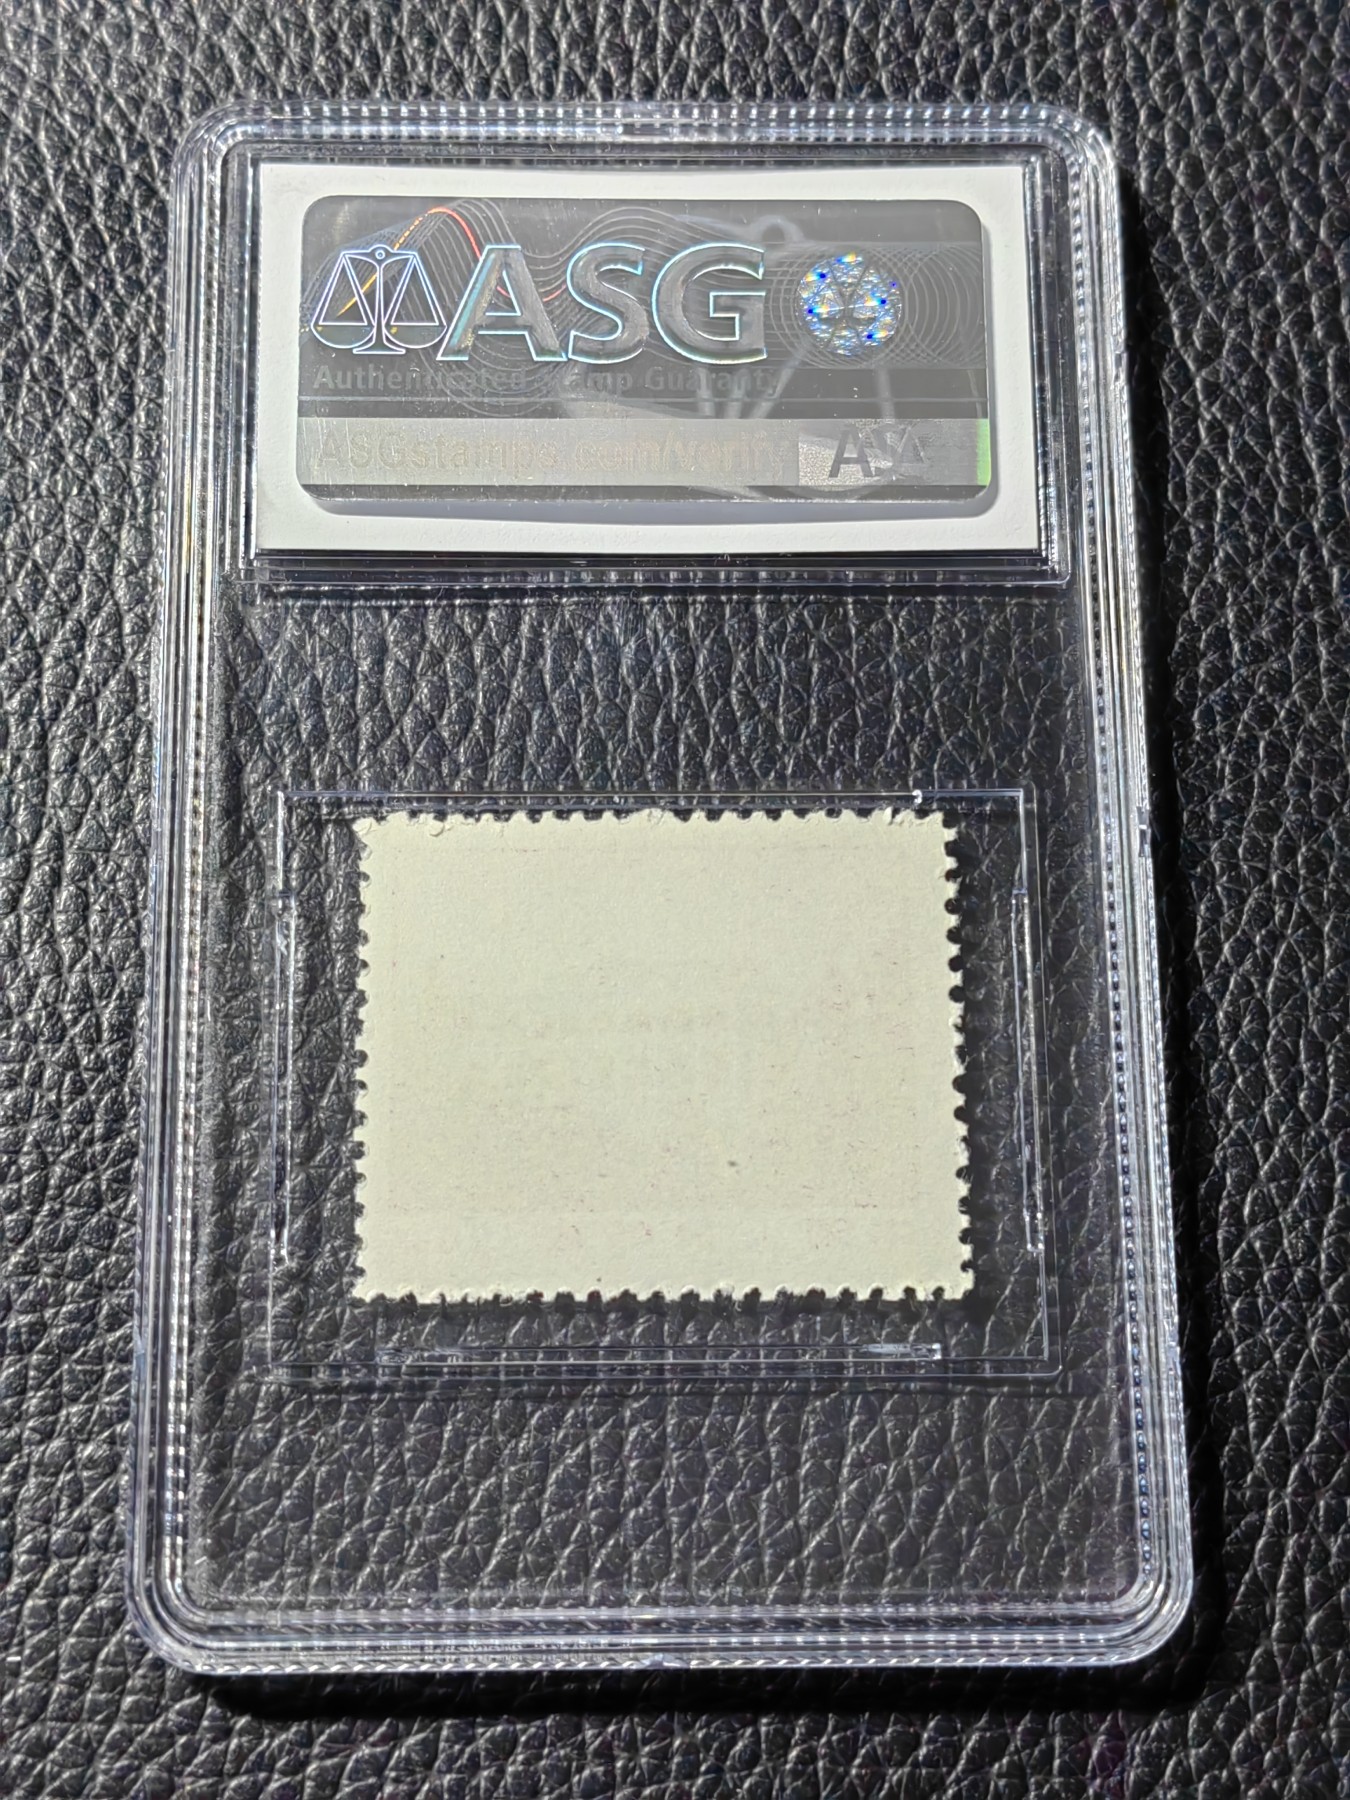 ASG
Authenticated Stamp Guaranty
ASGstamps.com/verify